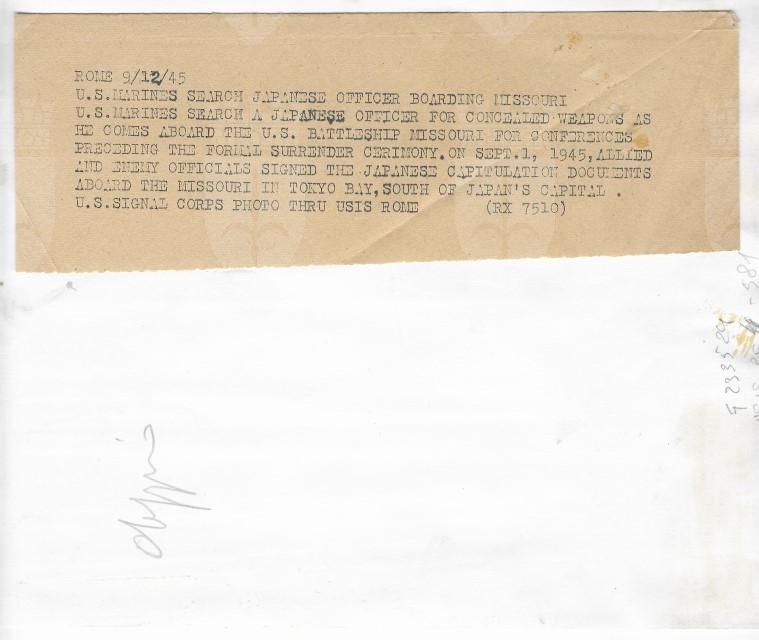 ROME 9/12/45
U.S.MARINES SEARCH JAPANESE OFFICER BOARDING MISSOURI
U.S.MARINES SEARCH A JAPANESE OFFICER FOR CONCEALED WEAPONS AS
HE COMES ABOARD THE U.S. BATTLESHIP MISSOURI FOR CONFERENCES
PRECEDING THE FORMAL SURRENDER CERIMONY.ON SEPT.1, 1945,ALLIED
AND ENEMY OFFICIALS SIGNED THE JAPANESE CAPITULATION DOCUMENTS
ABOARD THE MISSOURI IN TOKYO BAY,SOUTH OF JAPAN'S CAPITAL .
U.S.SIGNAL CORPS PHOTO THRU USIS ROME (RX 7510)